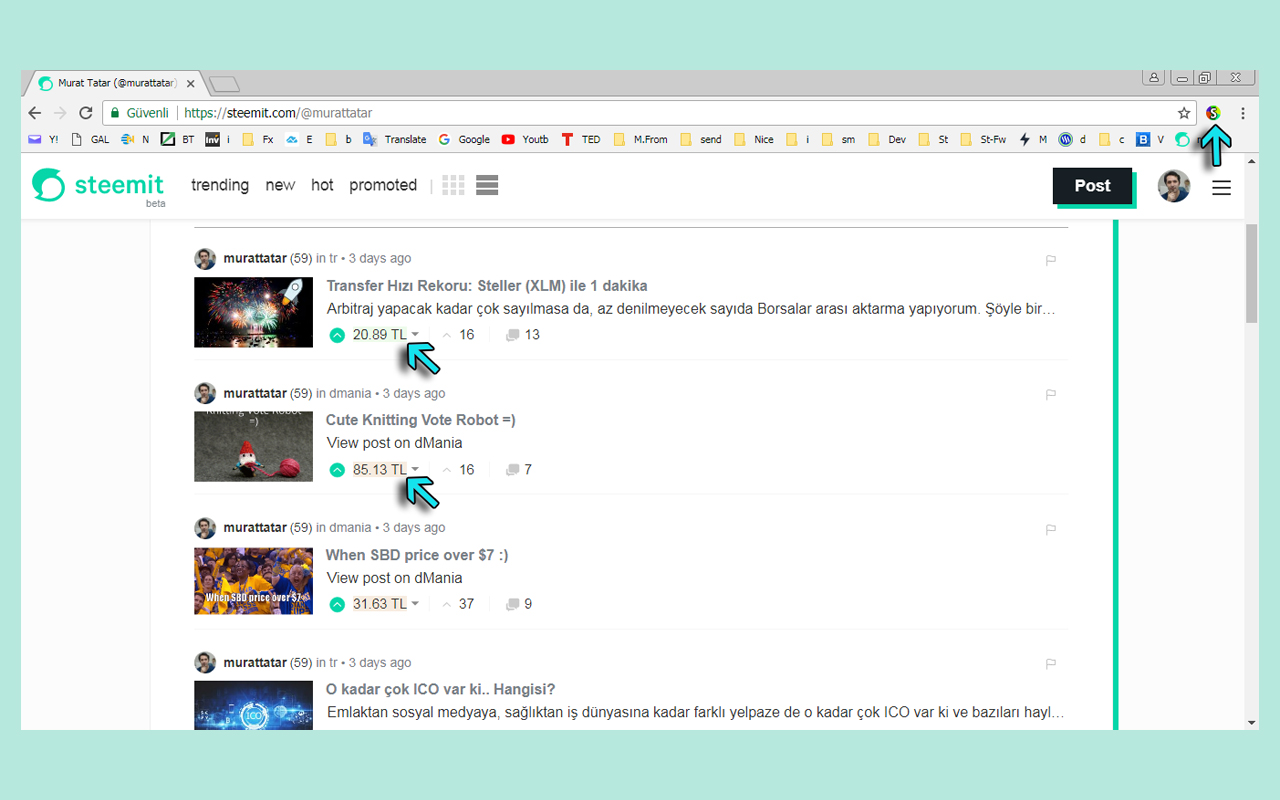 Murat Tatar (@murattatar)
Güvenli https://steemit.com/@murattatar
Y! GAL N BT Inv i Fx E b Translate Google Youtb TED M.From send Nice i sm Dev St St-Fw M d c B V
steemit
beta
trending new hot promoted
Post
murattatar (59) in tr • 3 days ago
Transfer Hızı Rekoru: Steller (XLM) ile 1 dakika
Arbitraj yapacak kadar çok sayılmasa da, az denilmeyecek sayıda Borsalar arası aktarma yapıyorum. Şöyle bir…
20.89 TL 16 13
murattatar (59) in dmania • 3 days ago
Cute Knitting Vote Robot =)
View post on dMania
85.13 TL 16 7
Knitting Vote Robot
=)
murattatar (59) in dmania • 3 days ago
When SBD price over $7 :)
View post on dMania
31.63 TL 37 9
When SBD price over $7
murattatar (59) in tr • 3 days ago
O kadar çok ICO var ki.. Hangisi?
Emlaktan sosyal medyaya, sağlıktan iş dünyasına kadar farklı yelpaze de o kadar çok ICO var ki ve bazıları hayl…
ICO